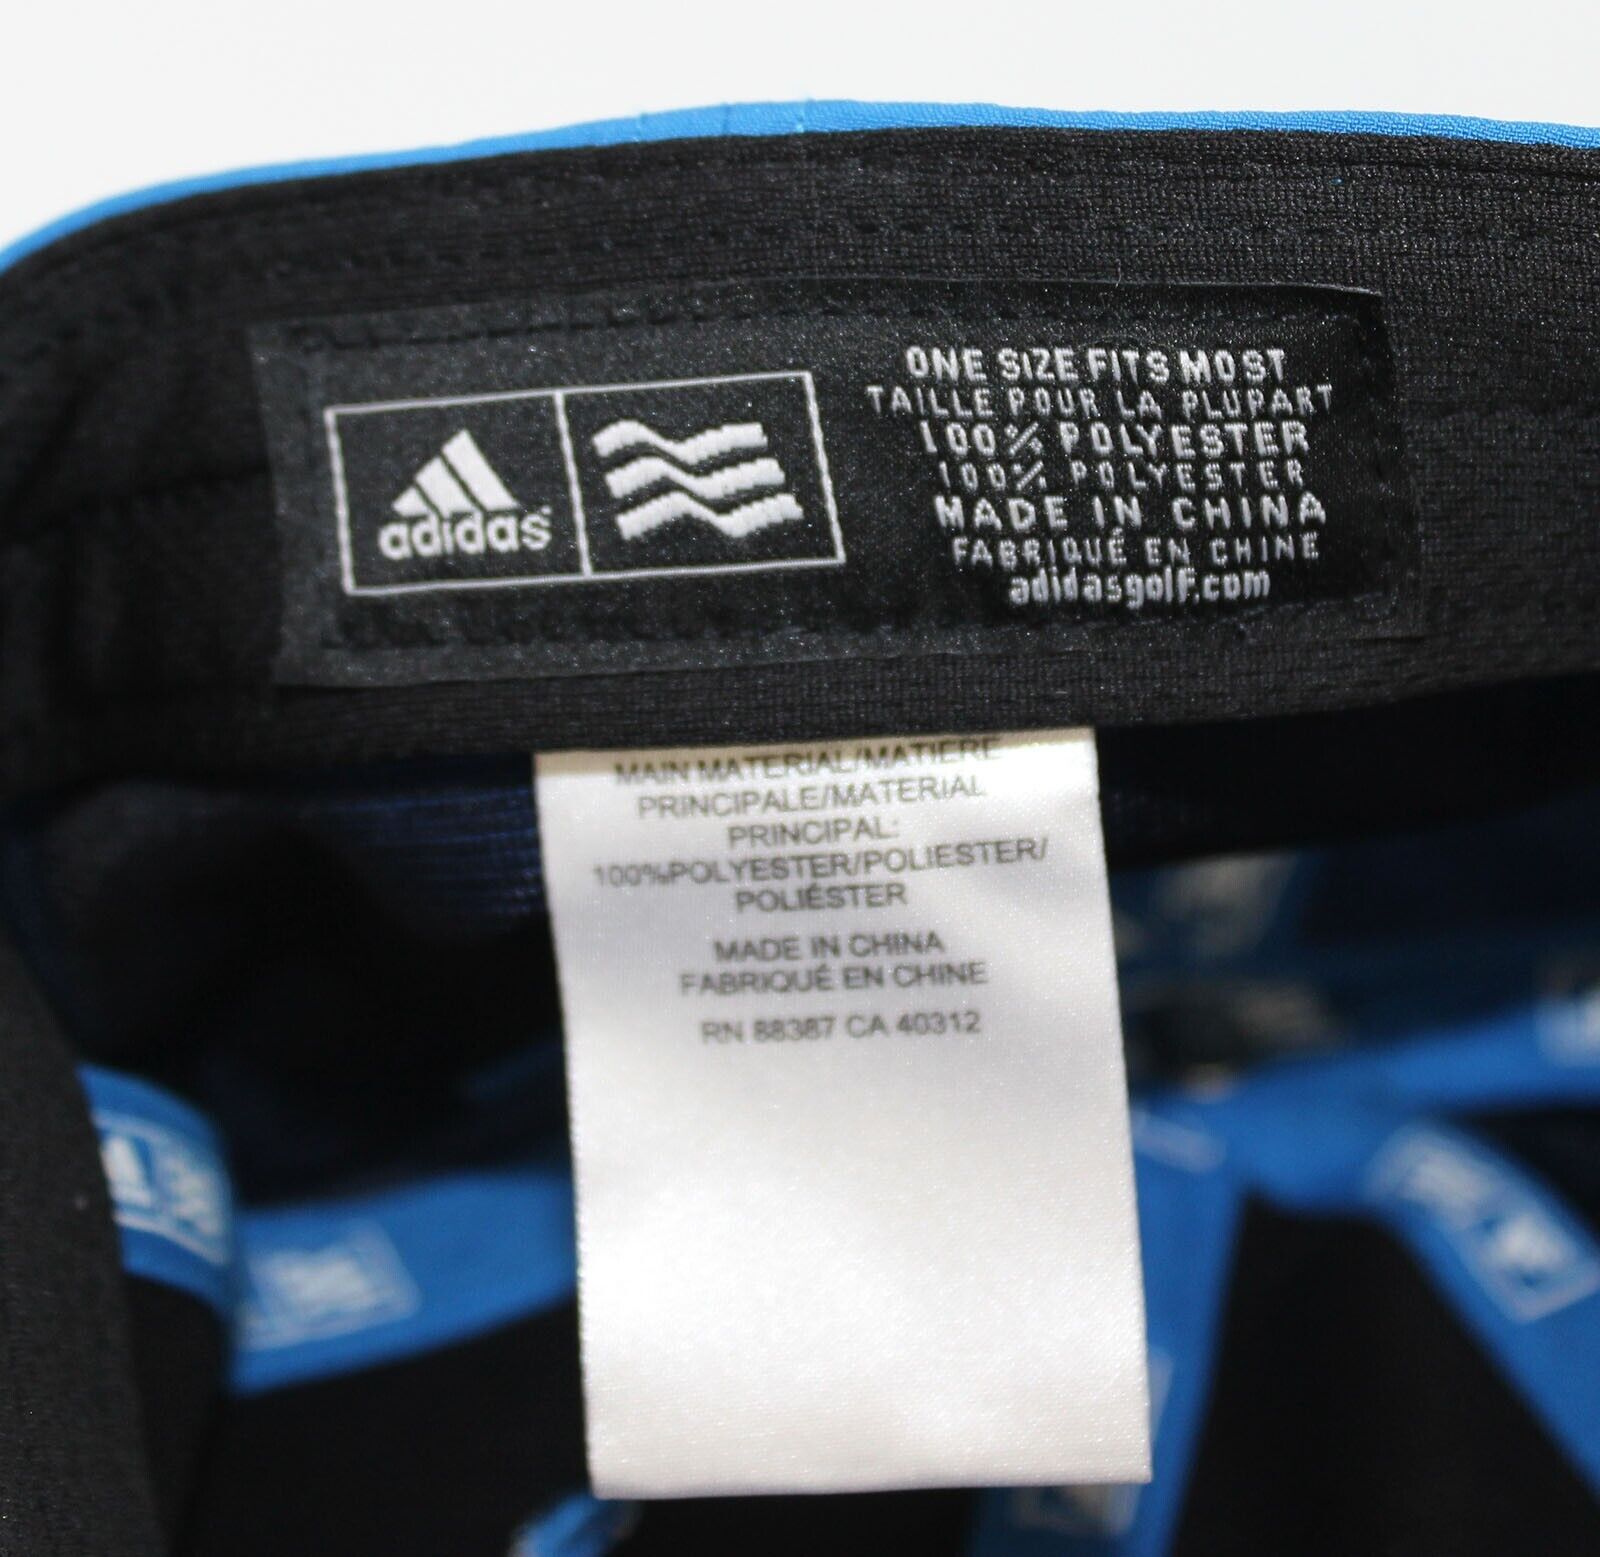 adidas
ONE SIZE FITS MOST
TAILLE POUR LA PLUPART
100% POLYESTER
100% POLYESTER
MADE IN CHINA
FABRIQUÉ EN CHINE
adidasgolf.com
MAIN MATERIAL/MATIÈRE
PRINCIPALE/MATERIAL
PRINCIPAL:
100%POLYESTER/POLIESTER/
POLIÉSTER
MADE IN CHINA
FABRIQUÉ EN CHINE
RN 88387 CA 40312